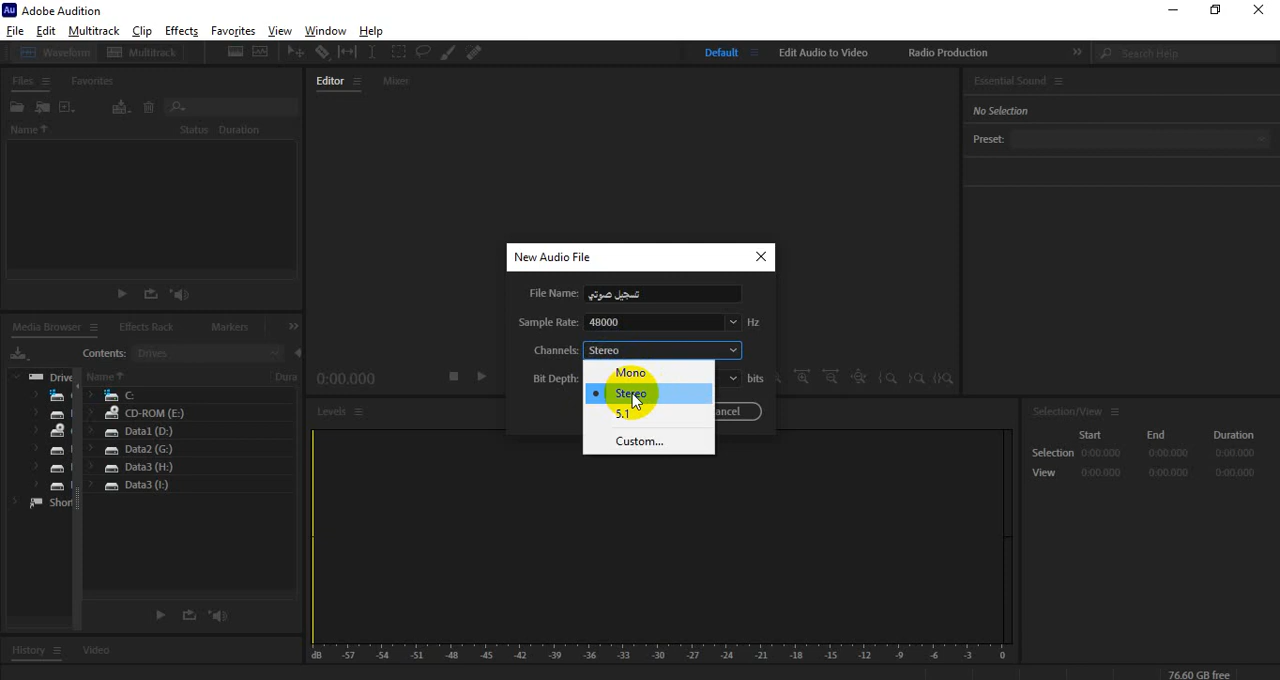 Au Adobe Audition
File Edit Multitrack Clip Effects Favorites View Window Help
Waveform Multitrack Default Edit Audio to Video Radio Production Search Help
Files Favorites
Name Status Duration
Editor Mixer
Essential Sound
No Selection
Preset:
New Audio File
File Name: تسجيل صوتي
Sample Rate: 48000 Hz
Channels: Stereo
Bit Depth: bits
Mono
Stereo
5.1
Custom...
ancel
Media Browser Effects Rack Markers
Contents: Drives
Drive
Shor
Name Dura
C:
CD-ROM (E:)
Data1 (D:)
Data2 (G:)
Data3 (H:)
Data3 (I:)
0:00.000
Levels
dB -57 -54 -51 -48 -45 -42 -39 -36 -33 -30 -27 -24 -21 -18 -15 -12 -9 -6 -3 0
Selection/View
Start End Duration
Selection 0:00.000 0:00.000 0:00.000
View 0:00.000 0:00.000 0:00.000
History Video
76.60 GB free